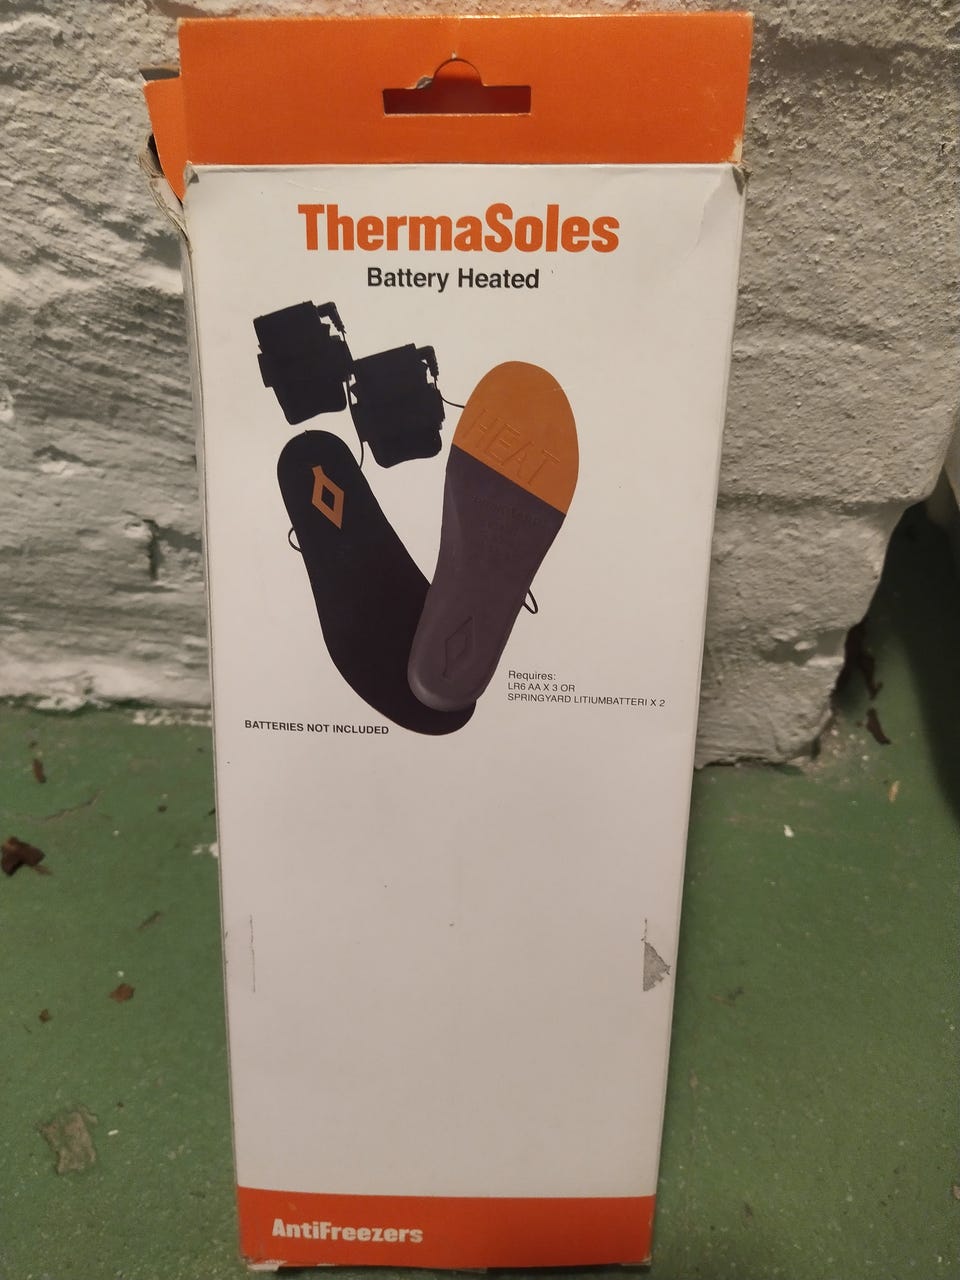 ThermaSoles
Battery Heated
HEAT
Requires:
LR6 AA X 3 OR
SPRINGYARD LITIUMBATTERI X 2
BATTERIES NOT INCLUDED
AntiFreezers